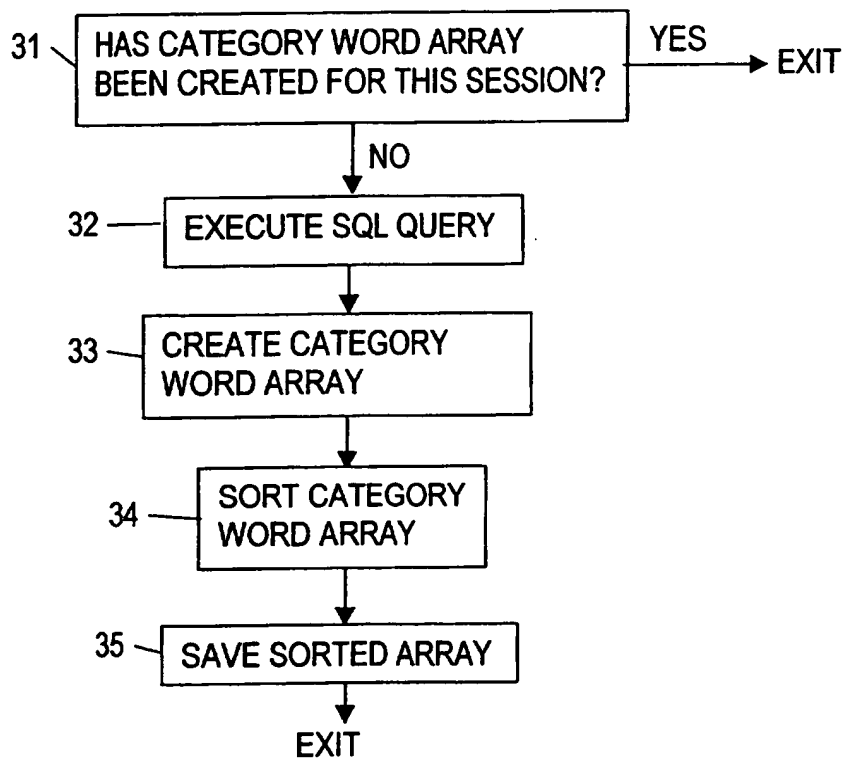 31
HAS CATEGORY WORD ARRAY
BEEN CREATED FOR THIS SESSION?
YES
EXIT
NO
32
EXECUTE SQL QUERY
33
CREATE CATEGORY
WORD ARRAY
34
SORT CATEGORY
WORD ARRAY
35
SAVE SORTED ARRAY
EXIT